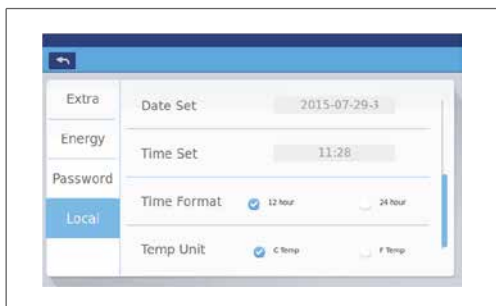 Extra
Energy
Password
Local
Date Set 2015-07-29-3
Time Set 11:28
Time Format 12 hour 24 hour
Temp Unit C Temp F Temp